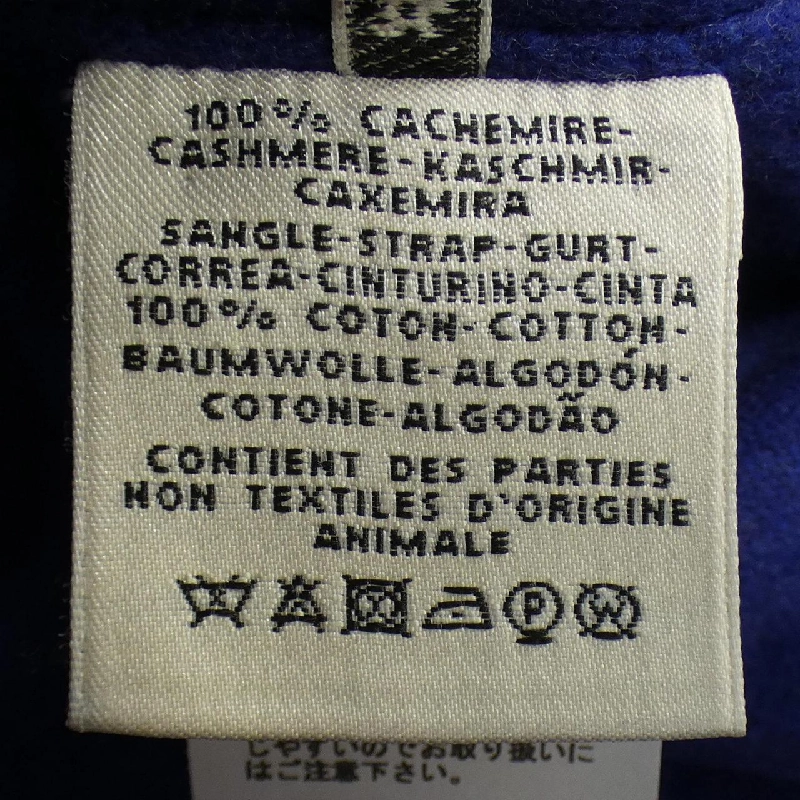 100% CACHEMIRE-
CASHMERE-KASCHMIR-
CAXEMIRA
SANGLE-STRAP-GURT-
CORREA-CINTURINO-CINTA
100% COTON-COTTON-
BAUMWOLLE-ALGODÓN-
COTONE-ALGODÃO
CONTIENT DES PARTIES
NON TEXTILES D'ORIGINE
ANIMALE
P W
しやすいのでお取り扱いに
はご注意下さい。